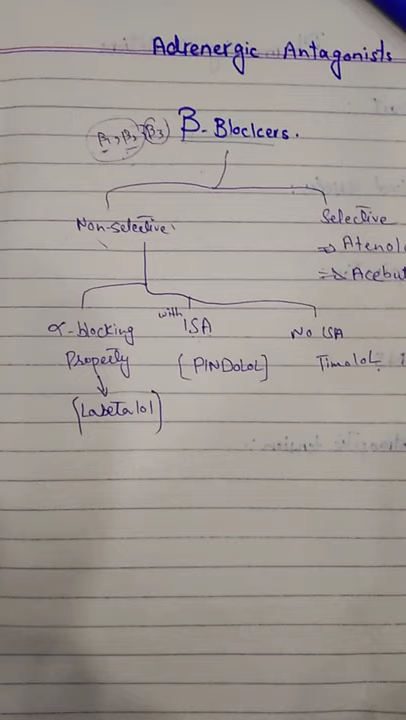 Adrenergic Antagonists
β-Blockers.
β1, β2, β3
Non-selective
Selective
⇒ Atenol
⇒ Acebut
α-blocking
Property
[Labetalol]
with
ISA
[PINDOLOL]
No ISA
TimoloL